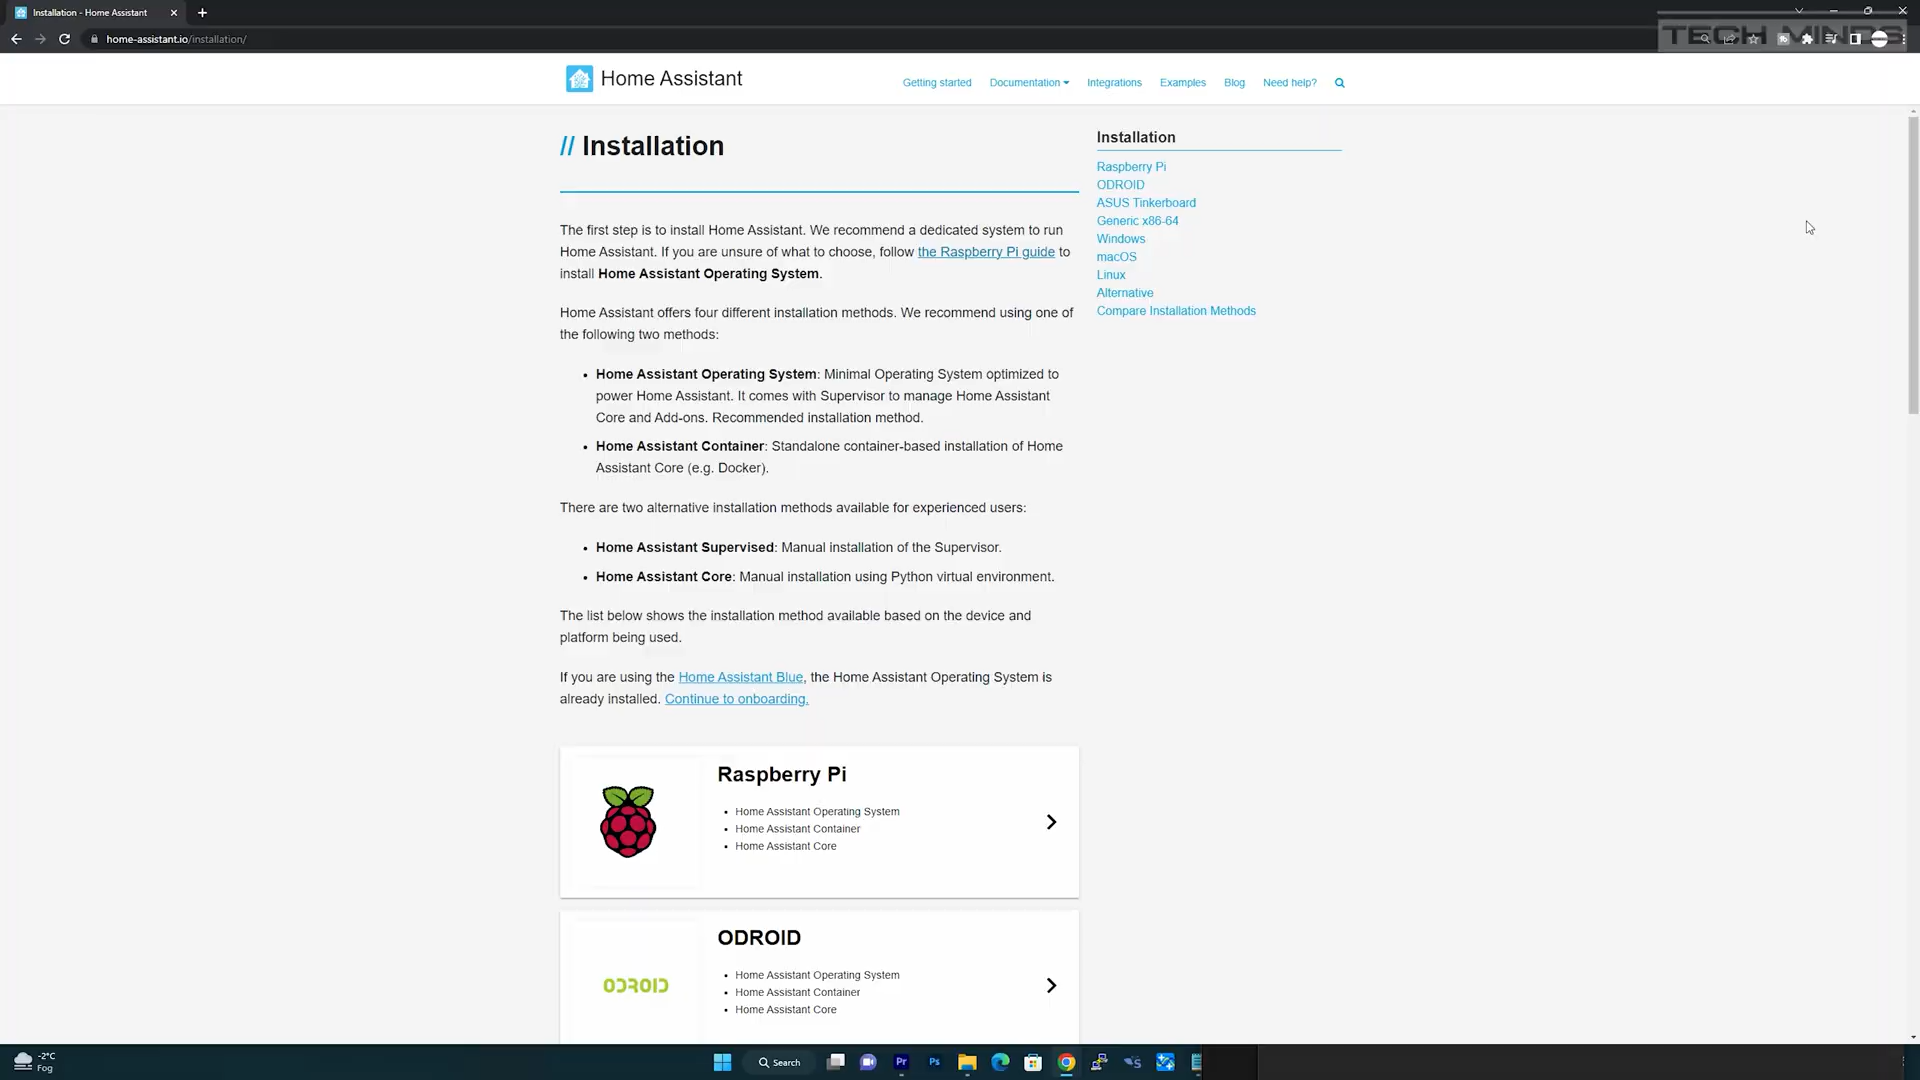 Installation - Home Assistant
home-assistant.io/installation/
TECH MINDS
Home Assistant
Getting started
Documentation
Integrations
Examples
Blog
Need help?
// Installation
The first step is to install Home Assistant. We recommend a dedicated system to run
Home Assistant. If you are unsure of what to choose, follow the Raspberry Pi guide to
install Home Assistant Operating System.
Home Assistant offers four different installation methods. We recommend using one of
the following two methods:
Home Assistant Operating System: Minimal Operating System optimized to
power Home Assistant. It comes with Supervisor to manage Home Assistant
Core and Add-ons. Recommended installation method.
Home Assistant Container: Standalone container-based installation of Home
Assistant Core (e.g. Docker).
There are two alternative installation methods available for experienced users:
Home Assistant Supervised: Manual installation of the Supervisor.
Home Assistant Core: Manual installation using Python virtual environment.
The list below shows the installation method available based on the device and
platform being used.
If you are using the Home Assistant Blue, the Home Assistant Operating System is
already installed. Continue to onboarding.
Raspberry Pi
Home Assistant Operating System
Home Assistant Container
Home Assistant Core
ODROID
ODROID
Home Assistant Operating System
Home Assistant Container
Home Assistant Core
Installation
Raspberry Pi
ODROID
ASUS Tinkerboard
Generic x86-64
Windows
macOS
Linux
Alternative
Compare Installation Methods
-2°C
Fog
Search
Pr
Ps